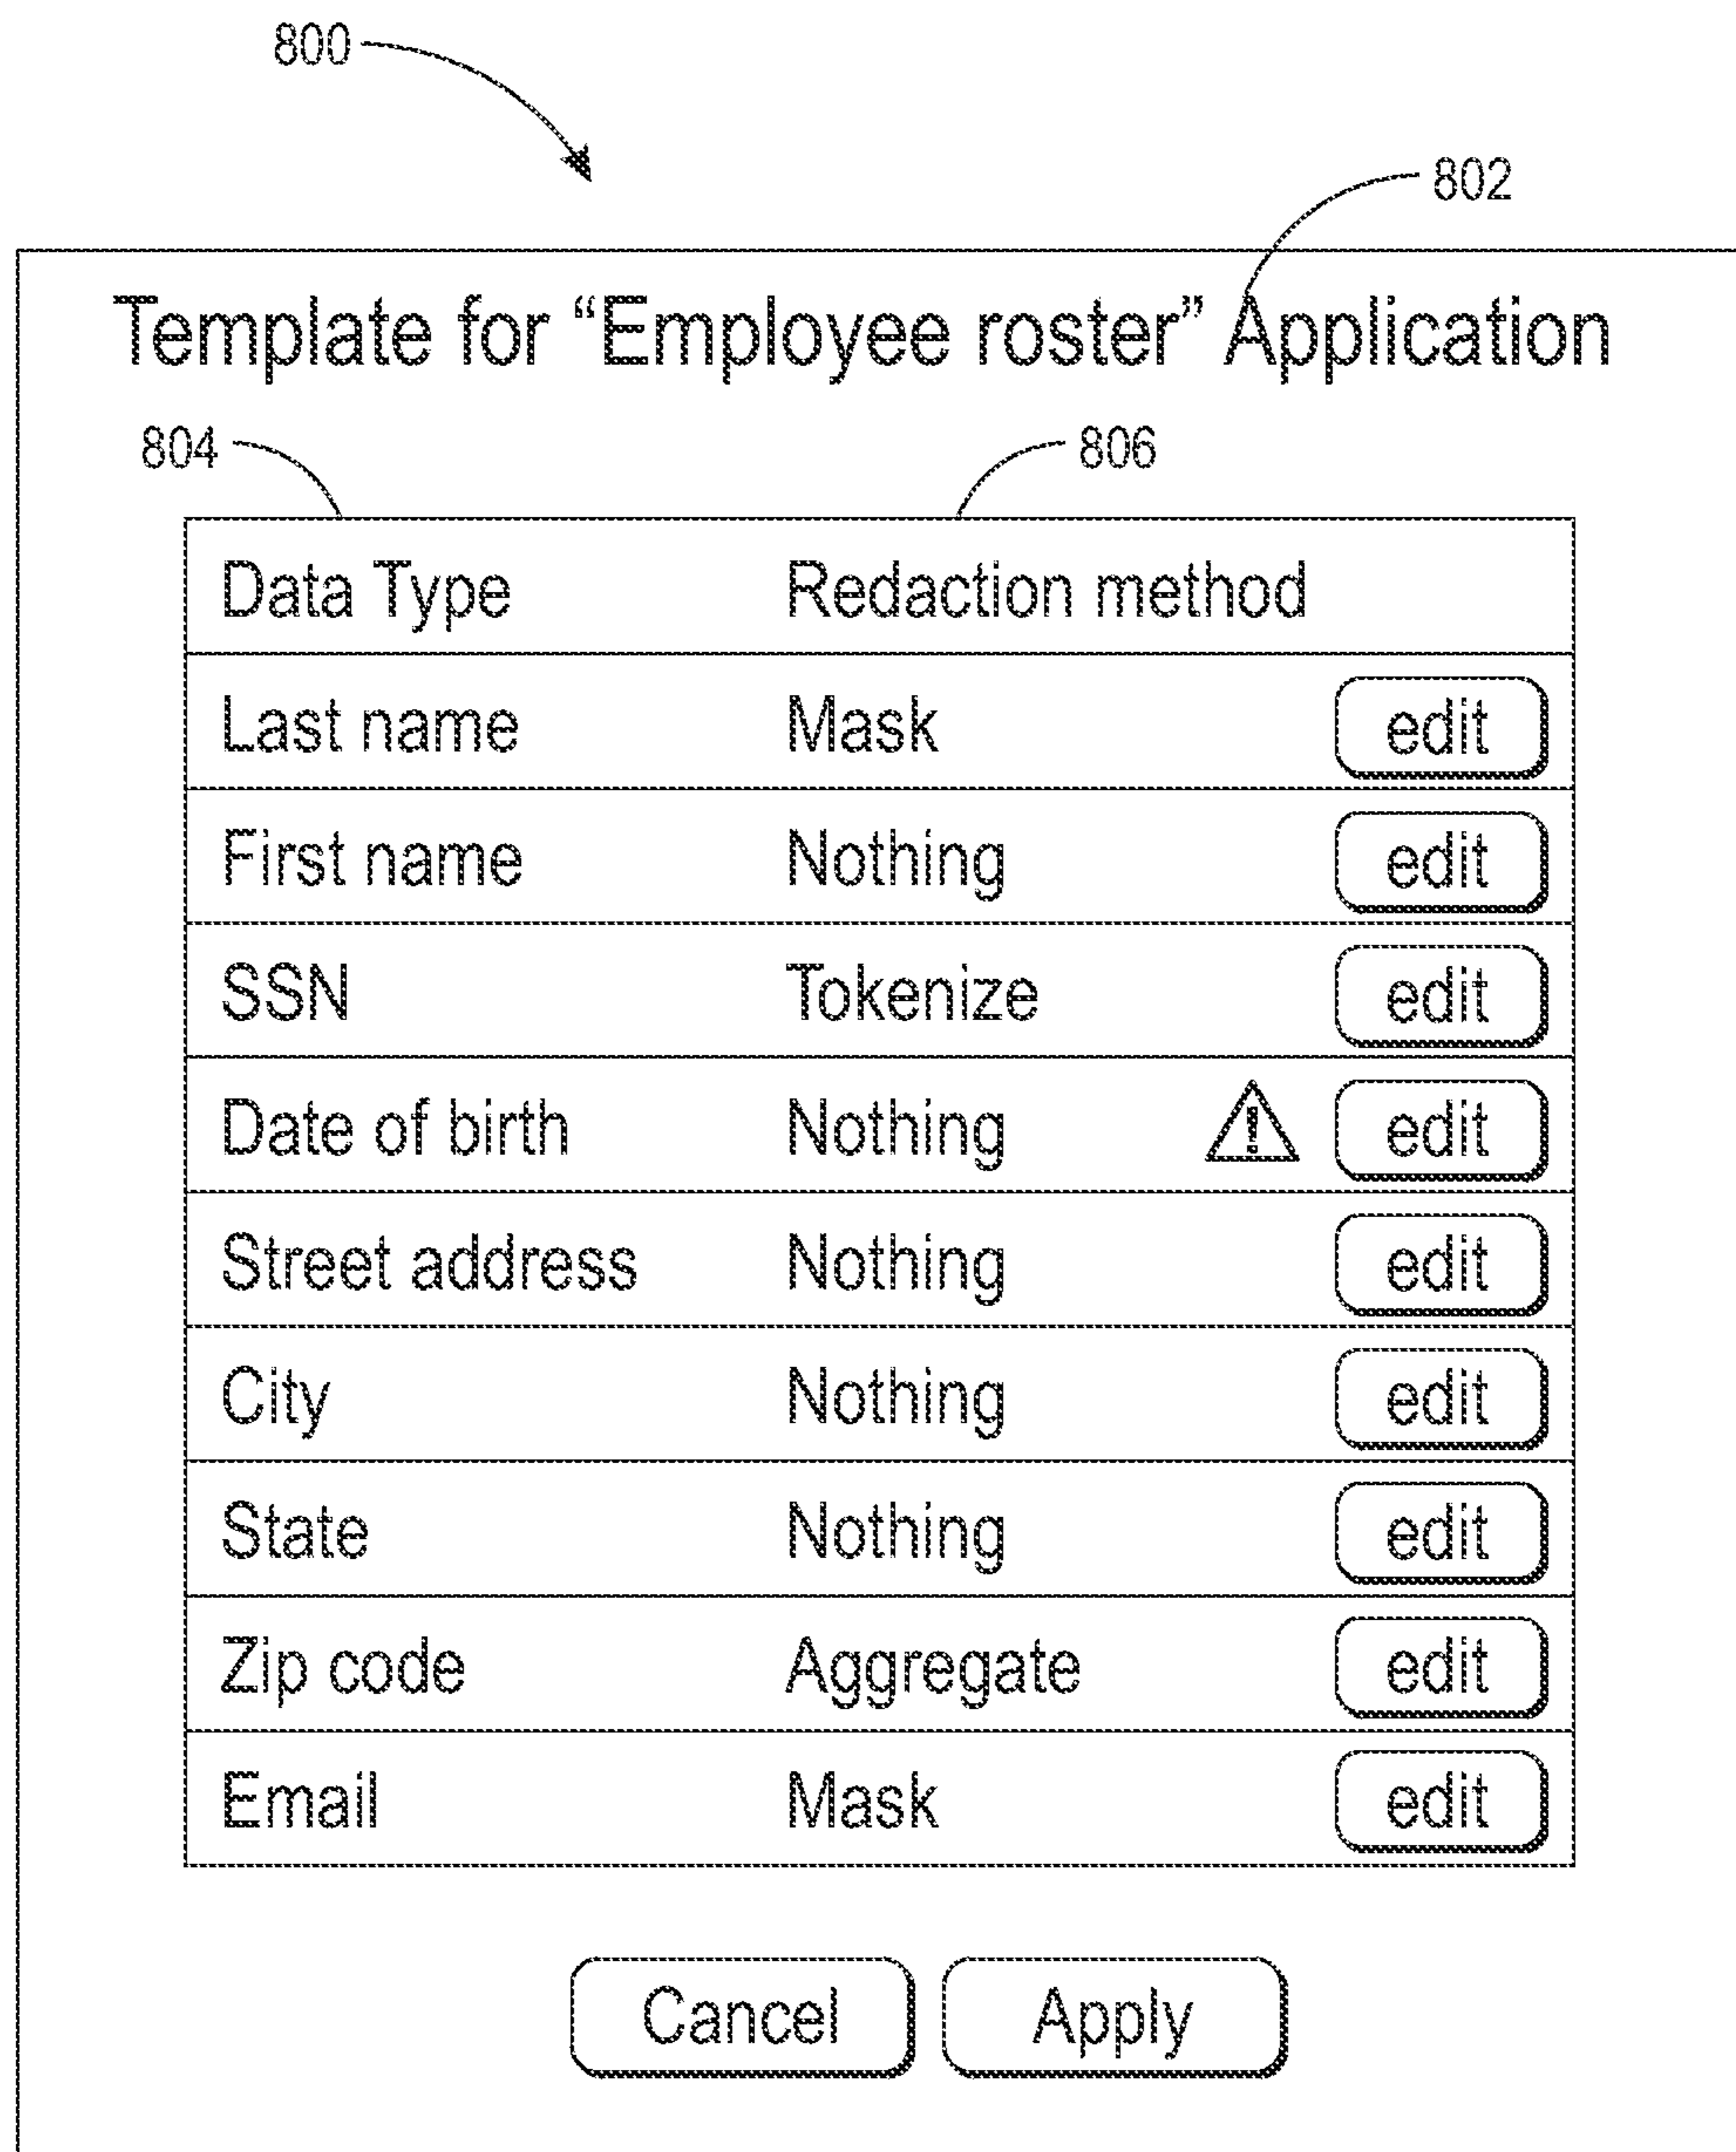 800
802
Template for “Employee roster” Application
804 806
Data Type Redaction method
Last name Mask edit
First name Nothing edit
SSN Tokenize edit
Date of birth Nothing ! edit
Street address Nothing edit
City Nothing edit
State Nothing edit
Zip code Aggregate edit
Email Mask edit
Cancel Apply